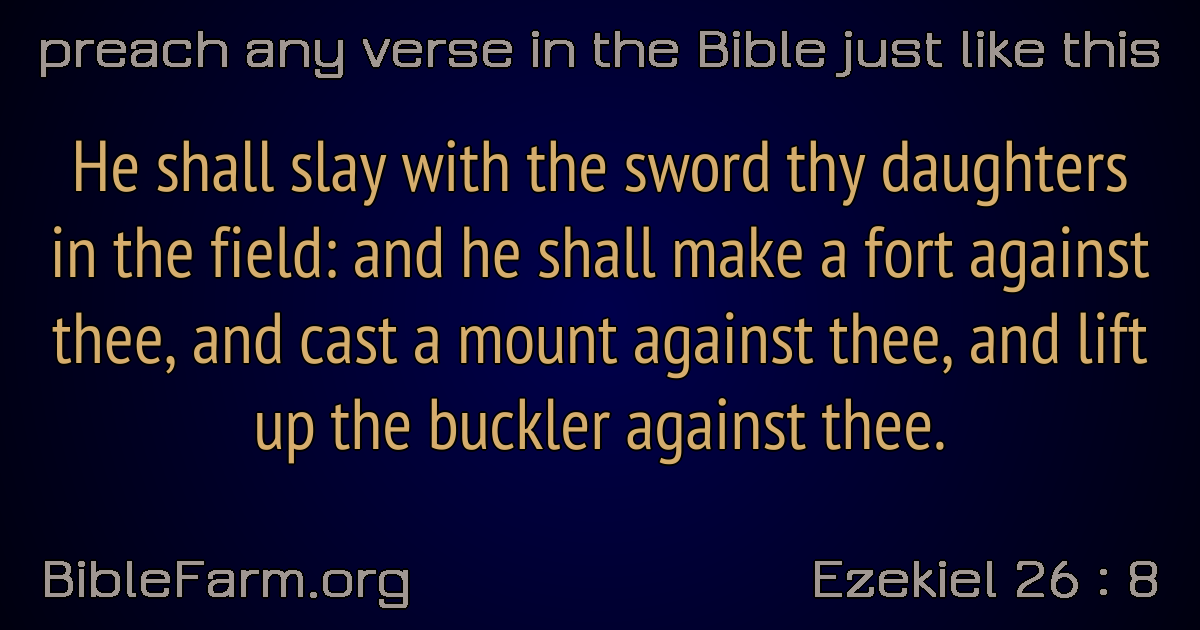 preach any verse in the Bible just like this
He shall slay with the sword thy daughters
in the field: and he shall make a fort against
thee, and cast a mount against thee, and lift
up the buckler against thee.
BibleFarm.org
Ezekiel 26 : 8